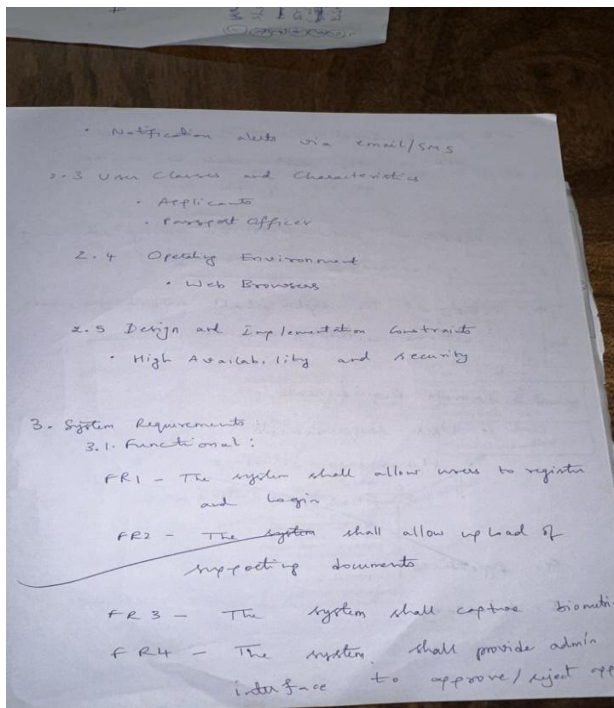 • Notification alerts via email/SMS
2.3 User Classes and Characteristics
• Applicants
• Passport Officer
2.4 Operating Environment
• Web Browsers
2.5 Design and Implementation Constraints
• High Availability and security
3. System Requirements
3.1. Functional:
FR1 - The system shall allow users to register
and Login
FR2 - The system shall allow upload of
supporting documents
FR3 - The system shall capture biometri
FR4 - The system shall provide admin
interface to approve/reject app